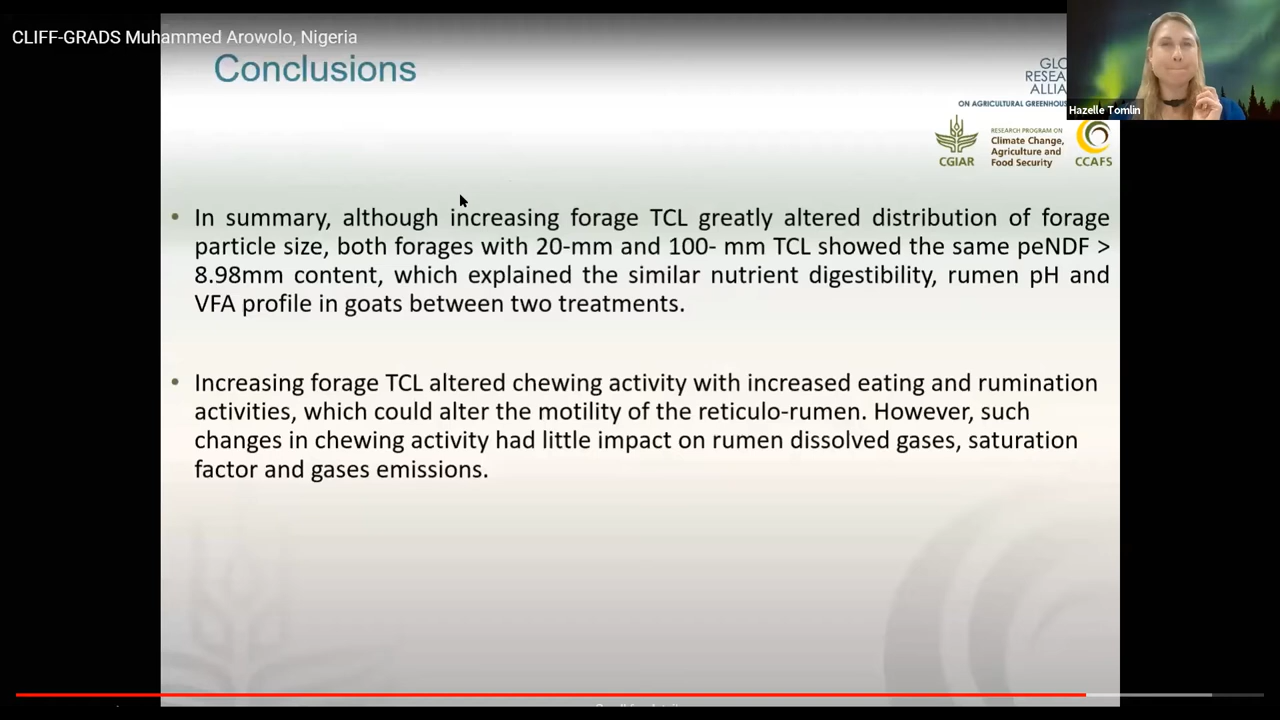 CLIFF-GRADS Muhammed Arowolo, Nigeria
Conclusions
GLO
RESEA
ALLIA
ON AGRICULTURAL GREENHOUS
Hazelle Tomlin
CGIAR
RESEARCH PROGRAM ON
Climate Change,
Agriculture and
Food Security
CCAFS
• In summary, although increasing forage TCL greatly altered distribution of forage
particle size, both forages with 20-mm and 100- mm TCL showed the same peNDF >
8.98mm content, which explained the similar nutrient digestibility, rumen pH and
VFA profile in goats between two treatments.
• Increasing forage TCL altered chewing activity with increased eating and rumination
activities, which could alter the motility of the reticulo-rumen. However, such
changes in chewing activity had little impact on rumen dissolved gases, saturation
factor and gases emissions.